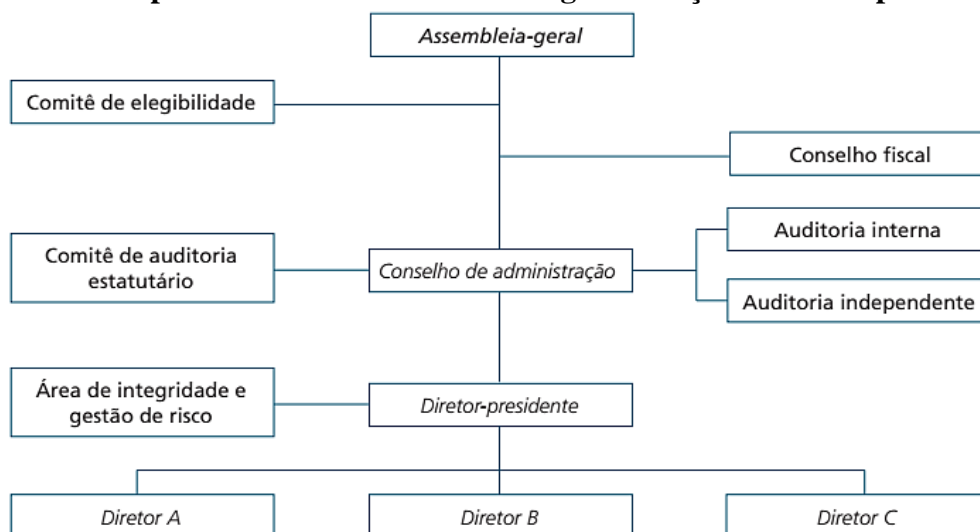 Assembleia-geral
Comitê de elegibilidade
Conselho fiscal
Auditoria interna
Comitê de auditoria
estatutário
Conselho de administração
Auditoria independente
Área de integridade e
gestão de risco
Diretor-presidente
Diretor A
Diretor B
Diretor C